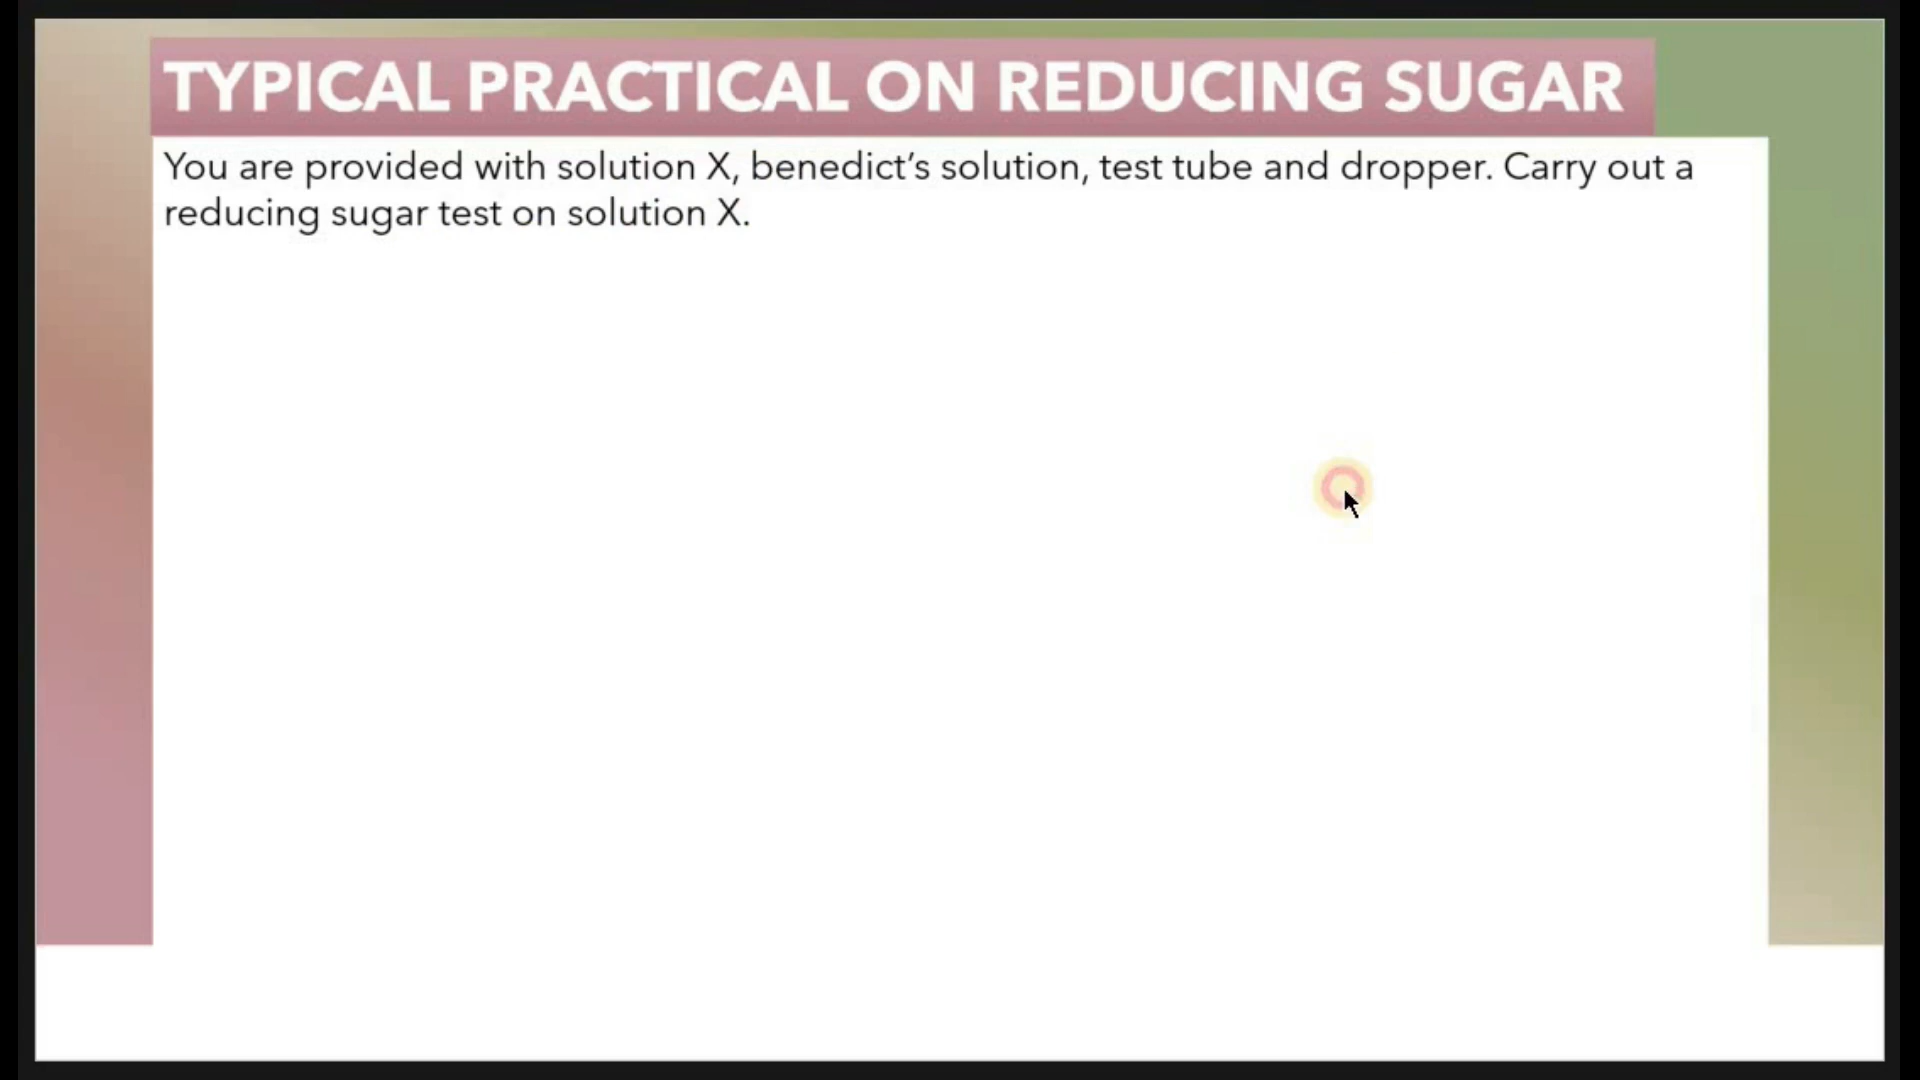 TYPICAL PRACTICAL ON REDUCING SUGAR
You are provided with solution X, benedict’s solution, test tube and dropper. Carry out a
reducing sugar test on solution X.